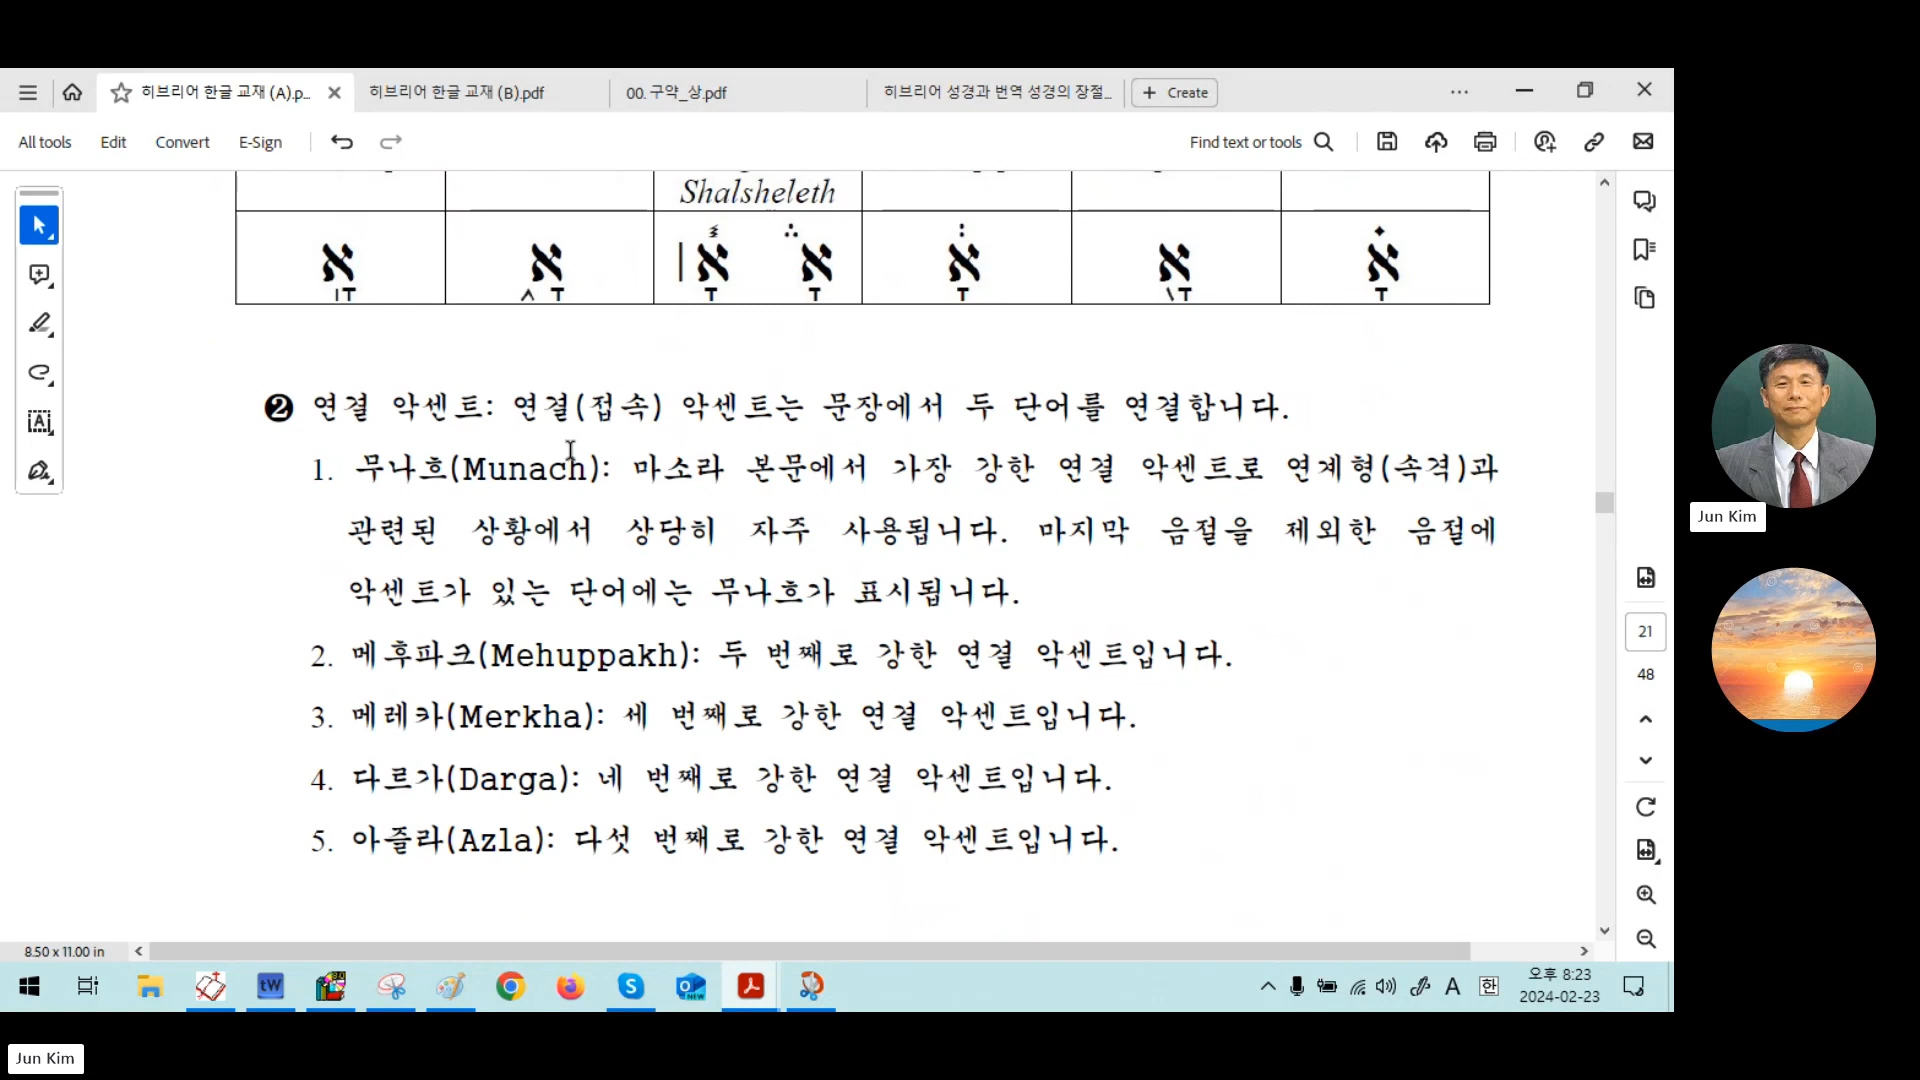 히브리어 한글 교재 (A).p...
히브리어 한글 교재 (B).pdf
00. 구약_상.pdf
히브리어 성경과 번역 성경의 장절...
Create
All tools
Edit
Convert
E-Sign
Find text or tools
Shalsheleth
אָ אָ אָ אָ אָ אָ אָ
❷ 연결 악센트: 연결(접속) 악센트는 문장에서 두 단어를 연결합니다.
1. 무나흐(Munach): 마소라 본문에서 가장 강한 연결 악센트로 연계형(속격)과
관련된 상황에서 상당히 자주 사용됩니다. 마지막 음절을 제외한 음절에
악센트가 있는 단어에는 무나흐가 표시됩니다.
2. 메후파크(Mehuppakh): 두 번째로 강한 연결 악센트입니다.
3. 메레카(Merkha): 세 번째로 강한 연결 악센트입니다.
4. 다르가(Darga): 네 번째로 강한 연결 악센트입니다.
5. 아즐라(Azla): 다섯 번째로 강한 연결 악센트입니다.
21
48
8.50 x 11.00 in
tW
S
NEW
A
한
오후 8:23
2024-02-23
Jun Kim
Jun Kim